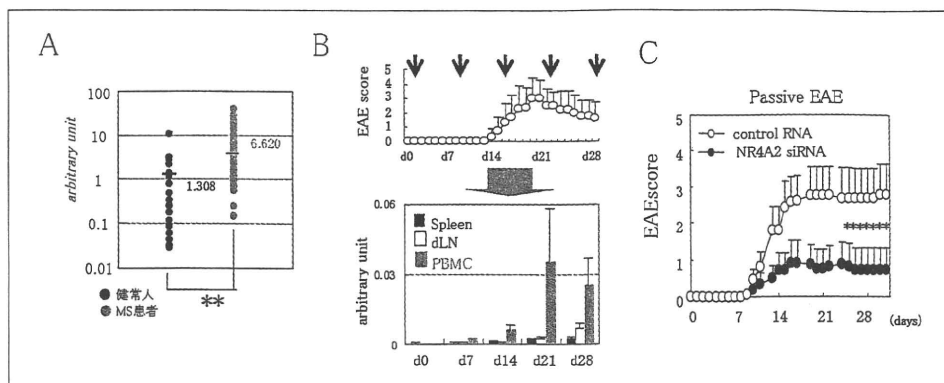 A
100
10
1
0.1
0.01
arbitrary unit
1.308
6.620
**
健常人
MS患者
B
EAE score
5
4
3
2
1
0
d0
d7
d14
d21
d28
0.06
0.03
0
arbitrary unit
Spleen
dLN
PBMC
d0
d7
d14
d21
d28
C
Passive EAE
EAEscore
5
4
3
2
1
0
control RNA
NR4A2 siRNA
******
0
7
14
21
28
(days)